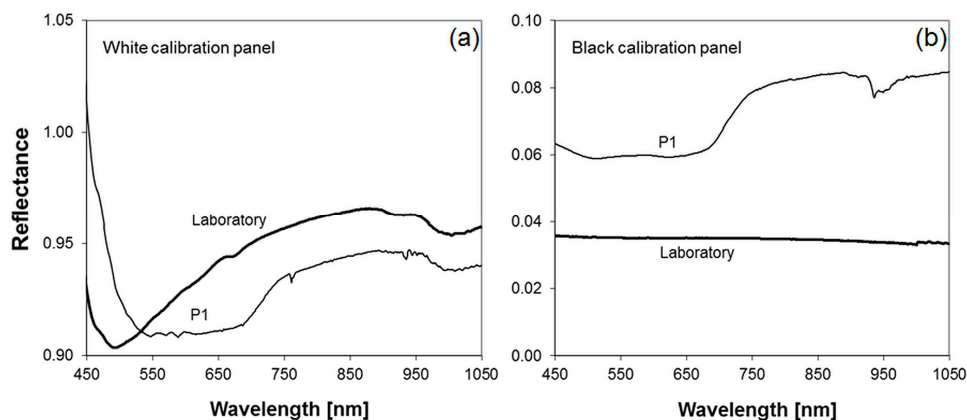 (a)
White calibration panel
Reflectance
1.05
1.00
0.95
0.90
Laboratory
P1
450 550 650 750 850 950 1050
Wavelength [nm]
(b)
Black calibration panel
0.10
0.08
0.06
0.04
0.02
0.00
P1
Laboratory
450 550 650 750 850 950 1050
Wavelength [nm]